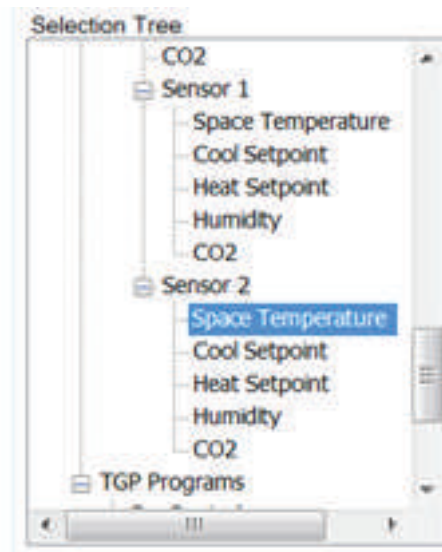 Selection Tree
CO2
Sensor 1
Space Temperature
Cool Setpoint
Heat Setpoint
Humidity
CO2
Sensor 2
Space Temperature
Cool Setpoint
Heat Setpoint
Humidity
CO2
TGP Programs